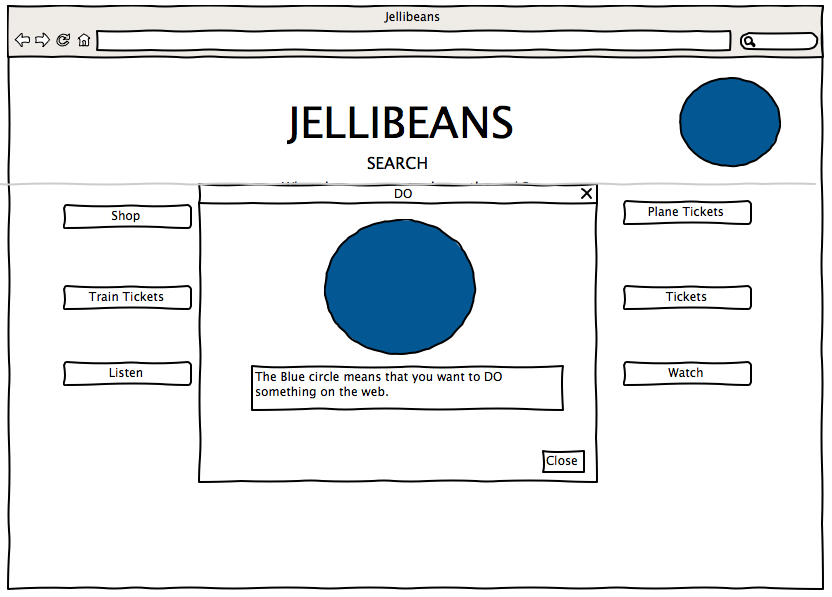 Jellibeans
JELLIBEANS
SEARCH
DO
Shop
Plane Tickets
Train Tickets
Tickets
Listen
Watch
The Blue circle means that you want to DO
something on the web.
Close